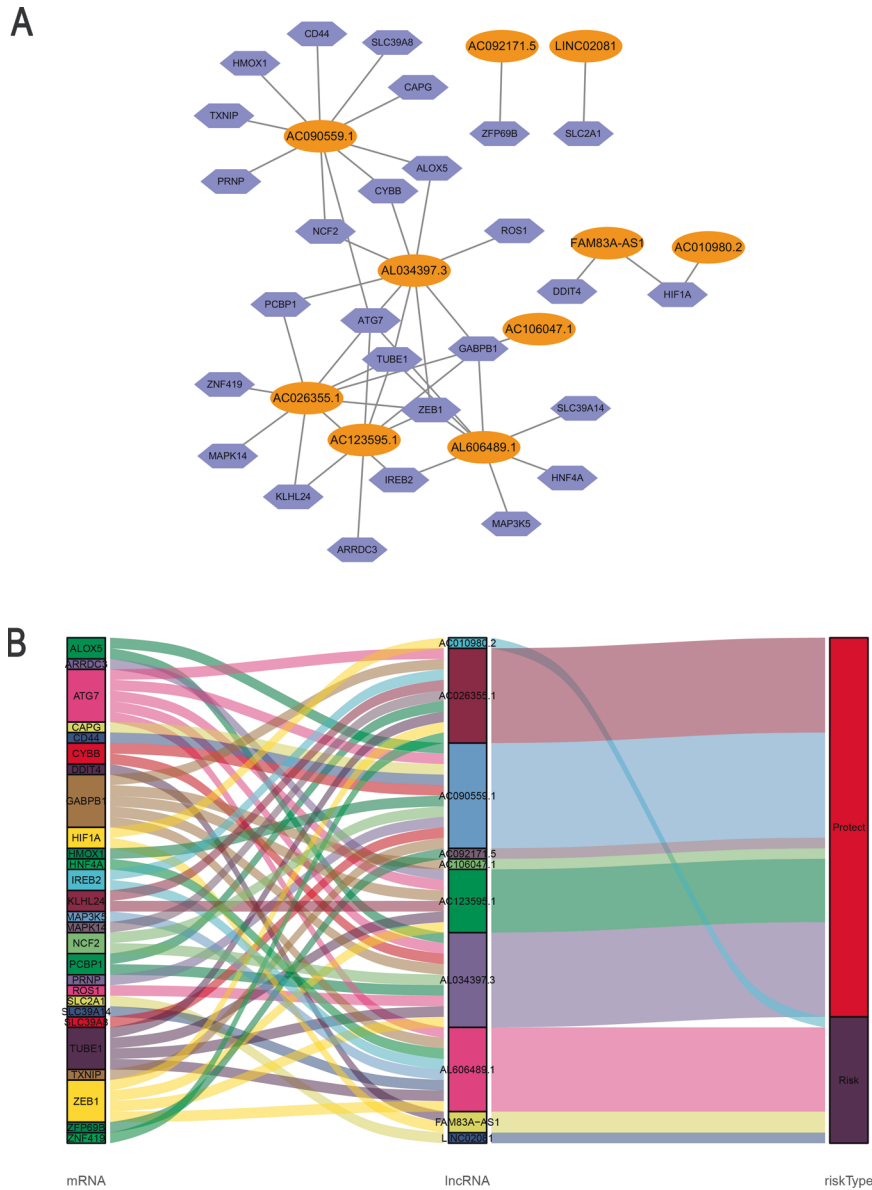 A
CD44
SLC39A8
AC092171.5
LINC02081
HMOX1
CAPG
TXNIP
AC090559.1
ZFP69B
SLC2A1
ALOX5
PRNP
CYBB
NCF2
ROS1
FAM83A-AS1
AC010980.2
AL034397.3
DDIT4
HIF1A
PCBP1
ATG7
AC106047.1
TUBE1
GABPB1
ZNF419
AC026355.1
ZEB1
SLC39A14
AC123595.1
AL606489.1
MAPK14
IREB2
HNF4A
KLHL24
MAP3K5
ARRDC3
B
ALOX5
ARRDC3
ATG7
CAPG
CD44
CYBB
DDIT4
GABPB1
HIF1A
HMOX1
HNF4A
IREB2
KLHL24
MAP3K5
MAPK14
NCF2
PCBP1
PRNP
ROS1
SLC2A1
SLC39A14
SLC39A8
TUBE1
TXNIP
ZEB1
ZFP69B
ZNF419
AC010980.2
AC026355.1
AC090559.1
AC092171.5
AC106047.1
AC123595.1
AL034397.3
AL606489.1
FAM83A−AS1
LINC02081
Protect
Risk
mRNA
lncRNA
riskType